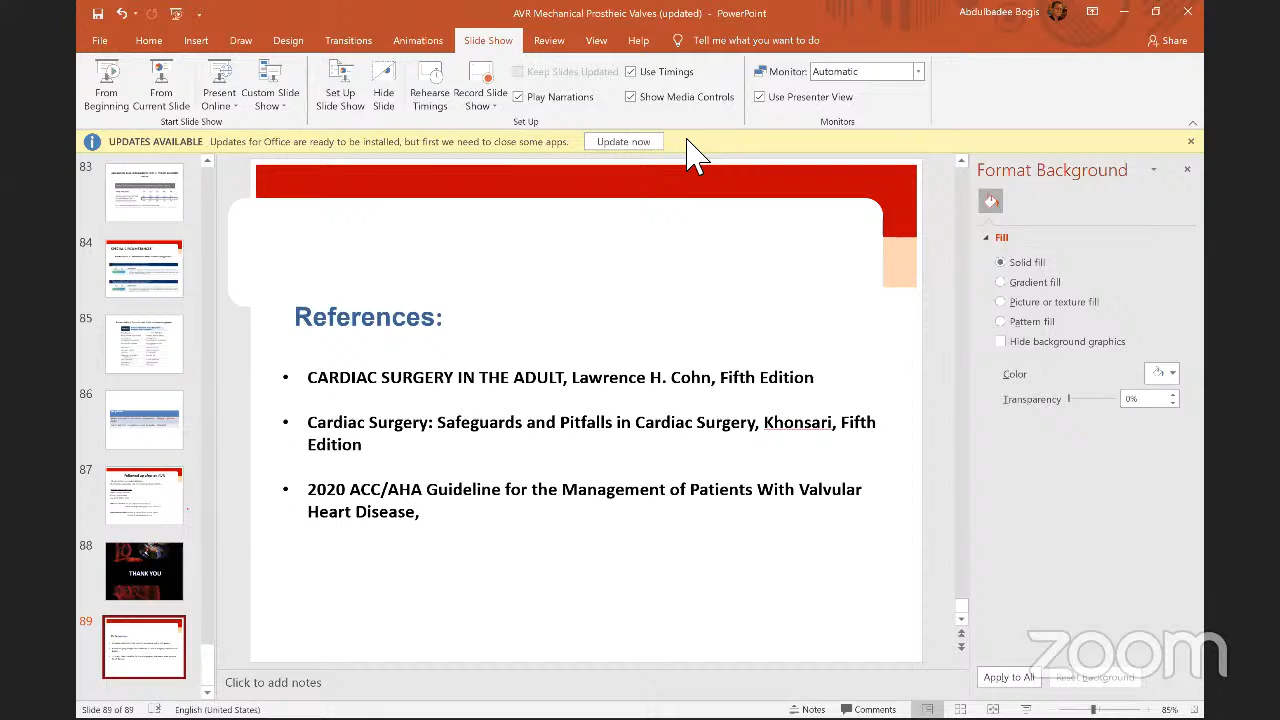 AVR Mechanical Prostheic Valves (updated) - PowerPoint
Abdulbadee Bogis
File Home Insert Draw Design Transitions Animations Slide Show Review View Help Tell me what you want to do Share
From Beginning
From Current Slide
Present Online
Custom Slide Show
Start Slide Show
Set Up Slide Show
Hide Slide
Rehearse Timings
Record Slide Show
Keep Slides Updated
Use Timings
Play Narrations
Show Media Controls
Set Up
Monitor: Automatic
Use Presenter View
Monitors
UPDATES AVAILABLE Updates for Office are ready to be installed, but first we need to close some apps. Update now
83
84
SPECIAL CIRCUMSTANCES
85
86
87
Followed up after an AVR
88
THANK YOU
89
References:
References:
• CARDIAC SURGERY IN THE ADULT, Lawrence H. Cohn, Fifth Edition
• Cardiac Surgery: Safeguards and Pitfalls in Cardiac Surgery, Khonsari, Fifth
Edition
2020 ACC/AHA Guideline for the Management of Patients With Valvular
Heart Disease,
Click to add notes
Format Background
Fill
Solid fill
Gradient fill
Picture or texture fill
Pattern fill
Hide background graphics
Color
Transparency 0%
Apply to All Reset Background
zoom
Slide 89 of 89 English (United States) Notes Comments 85%